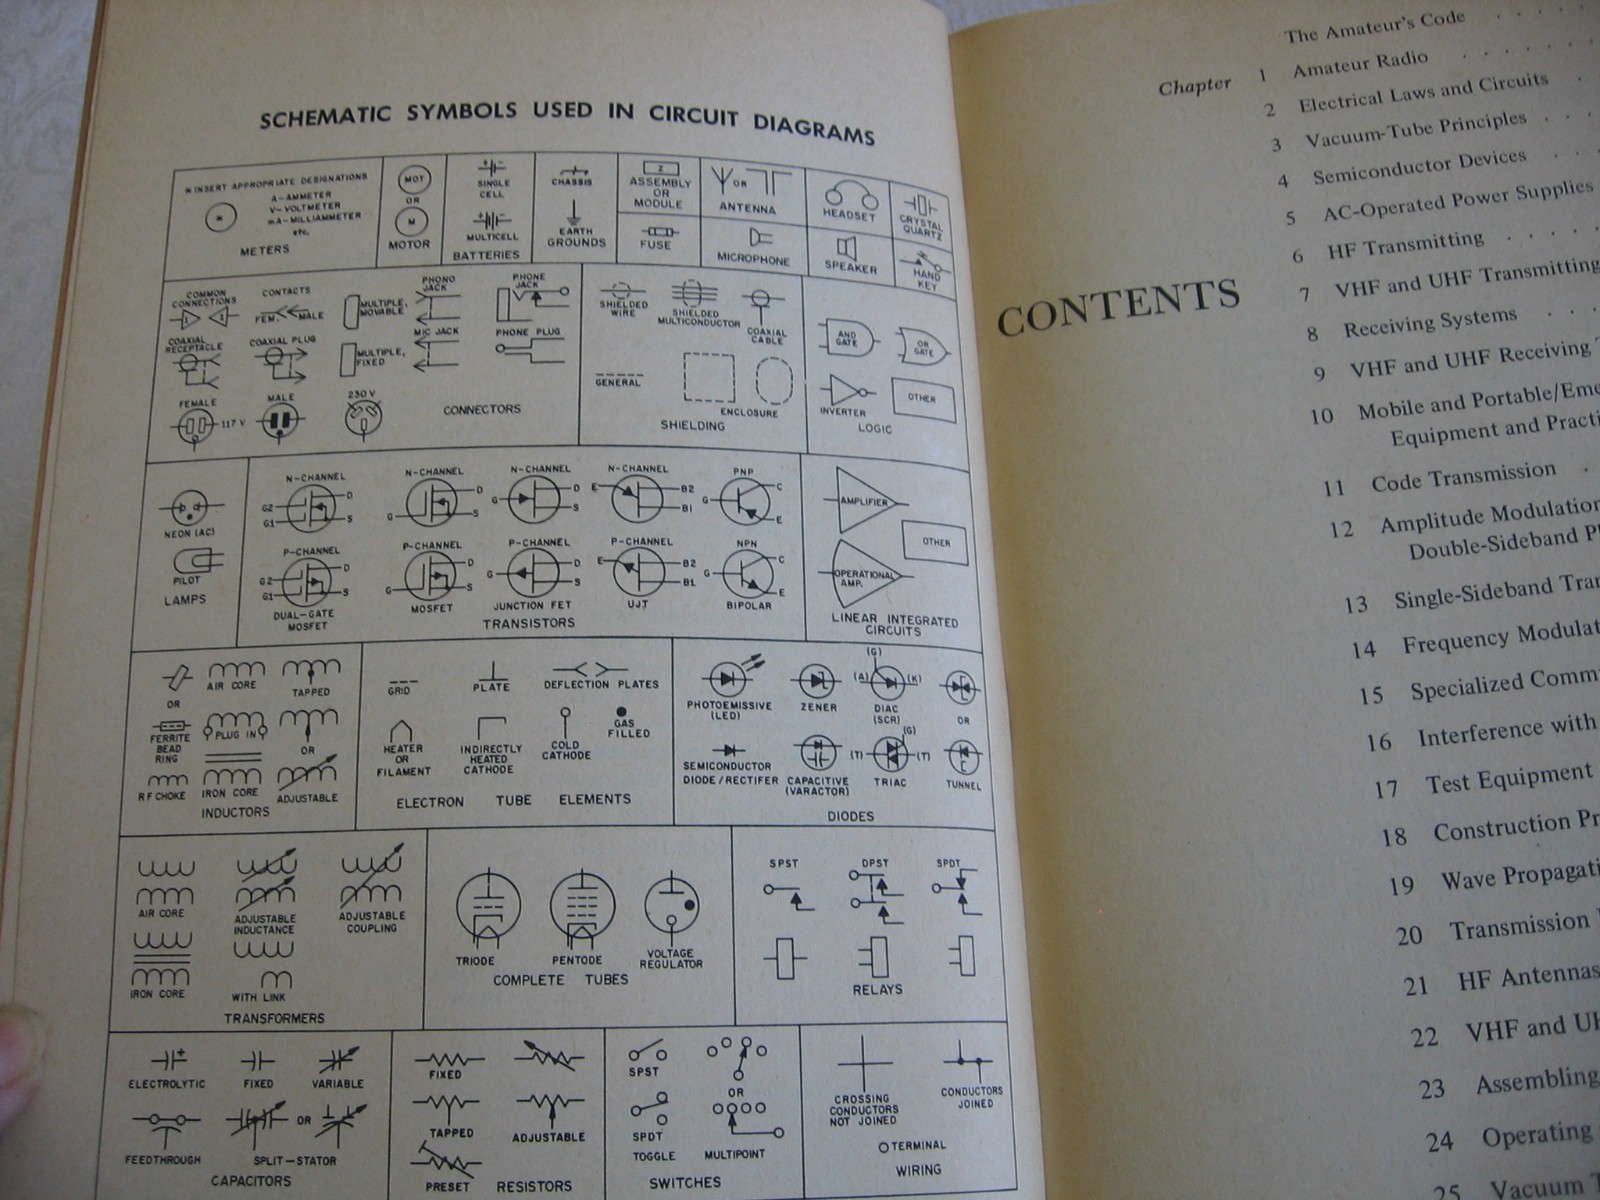 SCHEMATIC SYMBOLS USED IN CIRCUIT DIAGRAMS
* INSERT APPROPRIATE DESIGNATIONS
A-AMMETER
V-VOLTMETER
mA-MILLIAMMETER
etc.
*
METERS
MOT
OR
M
MOTOR
SINGLE
CELL
MULTICELL
BATTERIES
CHASSIS
EARTH
GROUNDS
Z
ASSEMBLY
OR
MODULE
FUSE
OR
ANTENNA
MICROPHONE
HEADSET
SPEAKER
CRYSTAL
QUARTZ
HAND
KEY
COMMON
CONNECTIONS
CONTACTS
FEM. MALE
MULTIPLE,
MOVABLE
PHONO
JACK
PHONE
JACK
COAXIAL
RECEPTACLE
COAXIAL PLUG
MULTIPLE,
FIXED
MIC JACK
PHONE PLUG
FEMALE
117 V
MALE
230 V
CONNECTORS
SHIELDED
WIRE
SHIELDED
MULTICONDUCTOR
COAXIAL
CABLE
GENERAL
ENCLOSURE
SHIELDING
AND
GATE
OR
GATE
INVERTER
OTHER
LOGIC
NEON (AC)
PILOT
LAMPS
N-CHANNEL
G2
G1
D
S
N-CHANNEL
G
D
S
N-CHANNEL
G
D
S
N-CHANNEL
E
B2
B1
PNP
G
C
E
P-CHANNEL
G2
G1
D
S
DUAL-GATE
MOSFET
P-CHANNEL
G
D
S
MOSFET
P-CHANNEL
G
D
S
JUNCTION FET
P-CHANNEL
E
B2
B1
UJT
NPN
G
C
E
BIPOLAR
TRANSISTORS
AMPLIFIER
OTHER
OPERATIONAL
AMP.
LINEAR INTEGRATED
CIRCUITS
OR
FERRITE
BEAD
RING
AIR CORE
TAPPED
PLUG IN
OR
RF CHOKE
IRON CORE
ADJUSTABLE
INDUCTORS
GRID
PLATE
DEFLECTION PLATES
HEATER
OR
FILAMENT
INDIRECTLY
HEATED
CATHODE
COLD
CATHODE
GAS
FILLED
ELECTRON TUBE ELEMENTS
PHOTOEMISSIVE
(LED)
ZENER
(G)
(A)
(K)
DIAC
(SCR)
OR
SEMICONDUCTOR
DIODE/RECTIFER
CAPACITIVE
(VARACTOR)
(G)
(T)
(T)
TRIAC
TUNNEL
DIODES
AIR CORE
ADJUSTABLE
INDUCTANCE
ADJUSTABLE
COUPLING
IRON CORE
WITH LINK
TRANSFORMERS
TRIODE
PENTODE
VOLTAGE
REGULATOR
COMPLETE TUBES
SPST
DPST
SPDT
RELAYS
ELECTROLYTIC
FIXED
VARIABLE
FEEDTHROUGH
OR
SPLIT-STATOR
CAPACITORS
FIXED
TAPPED
ADJUSTABLE
PRESET
RESISTORS
SPST
OR
SPDT
TOGGLE
MULTIPOINT
SWITCHES
CROSSING
CONDUCTORS
NOT JOINED
CONDUCTORS
JOINED
TERMINAL
WIRING
CONTENTS
The Amateur's Code . . . . .
Chapter 1 Amateur Radio . . . . . .
2 Electrical Laws and Circuits .
3 Vacuum-Tube Principles . . .
4 Semiconductor Devices . .
5 AC-Operated Power Supplies
6 HF Transmitting . . . .
7 VHF and UHF Transmitting
8 Receiving Systems . . .
9 VHF and UHF Receiving
10 Mobile and Portable/Eme
Equipment and Practi
11 Code Transmission .
12 Amplitude Modulation
Double-Sideband P
13 Single-Sideband Tran
14 Frequency Modulat
15 Specialized Comm
16 Interference with
17 Test Equipment
18 Construction Pr
19 Wave Propagati
20 Transmission
21 HF Antennas
22 VHF and U
23 Assembling
24 Operating
25 Vacuum T